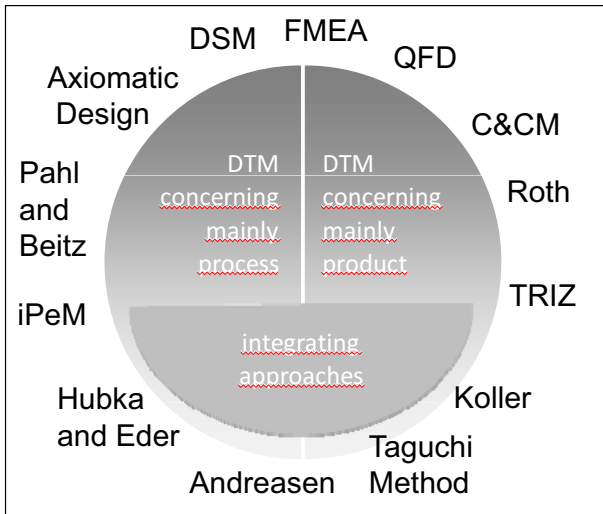 DSM
FMEA
QFD
Axiomatic
Design
C&CM
DTM
concerning
mainly
process
DTM
concerning
mainly
product
Pahl
and
Beitz
Roth
iPeM
TRIZ
integrating
approaches
Hubka
and Eder
Koller
Andreasen
Taguchi
Method